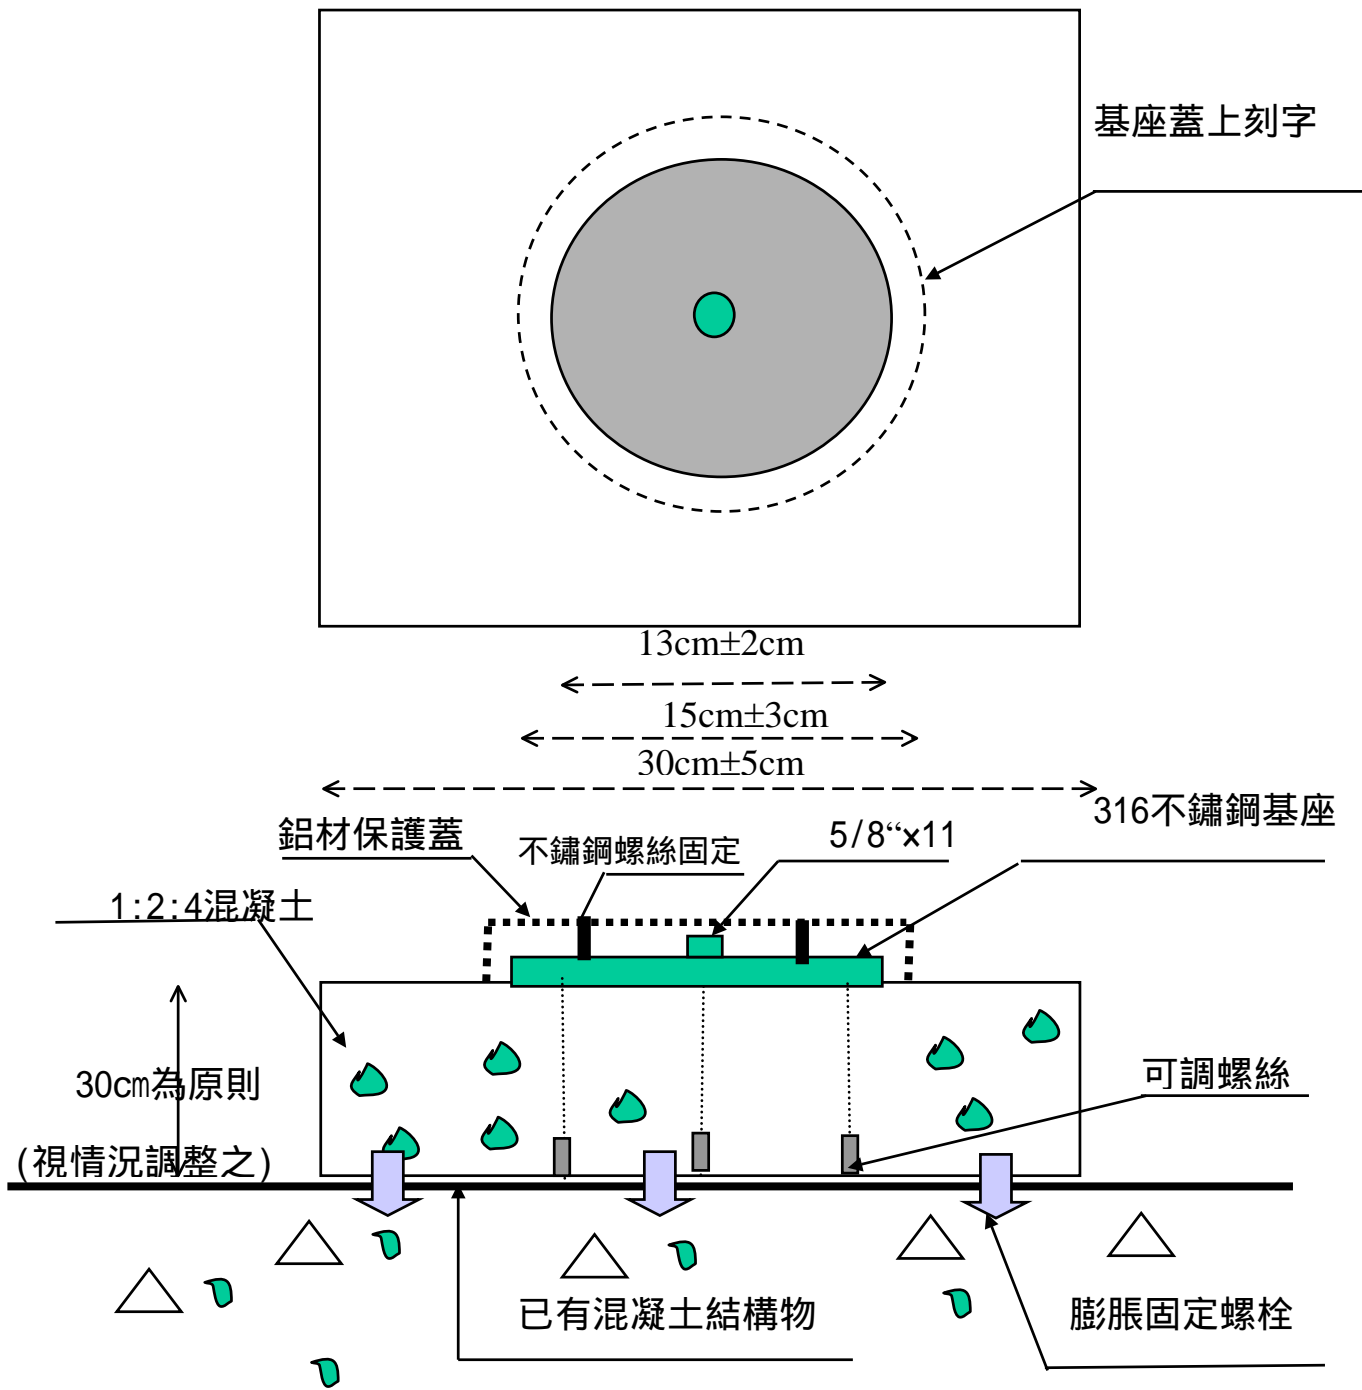 基座蓋上刻字
13cm±2cm
15cm±3cm
30cm±5cm
316不鏽鋼基座
鋁材保護蓋
不鏽鋼螺絲固定
5/8“×11
1:2:4混凝土
30㎝為原則
(視情況調整之)
可調螺絲
已有混凝土結構物
膨脹固定螺栓